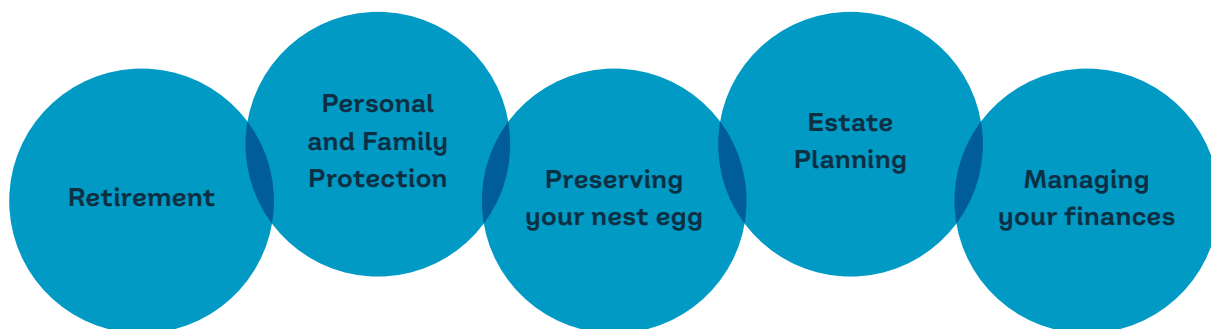 Retirement
Personal
and Family
Protection
Preserving
your nest egg
Estate
Planning
Managing
your finances